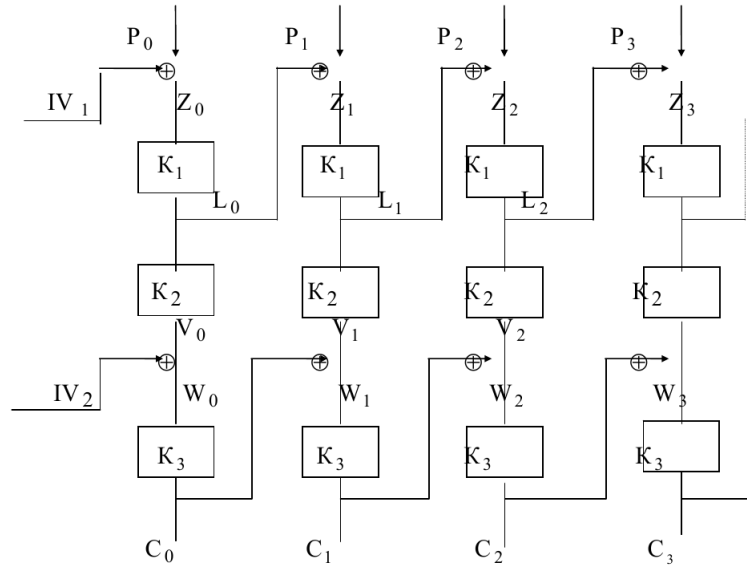 P0 P1 P2 P3
IV1 Z0 Z1 Z2 Z3
K1 K1 K1 K1
L0 L1 L2
K2 K2 K2 K2
V0 V1 V2
IV2 W0 W1 W2 W3
K3 K3 K3 K3
C0 C1 C2 C3